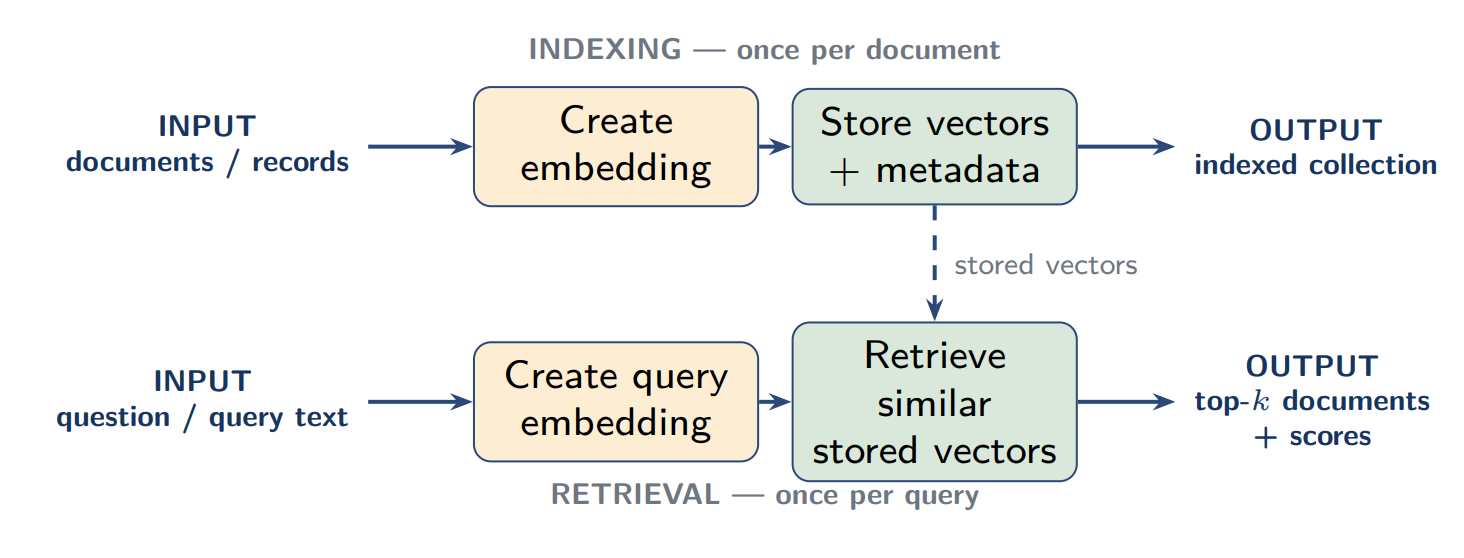 INDEXING — once per document
INPUT
documents / records
Create
embedding
Store vectors
+ metadata
OUTPUT
indexed collection
stored vectors
INPUT
question / query text
Create query
embedding
Retrieve
similar
stored vectors
OUTPUT
top-k documents
+ scores
RETRIEVAL — once per query